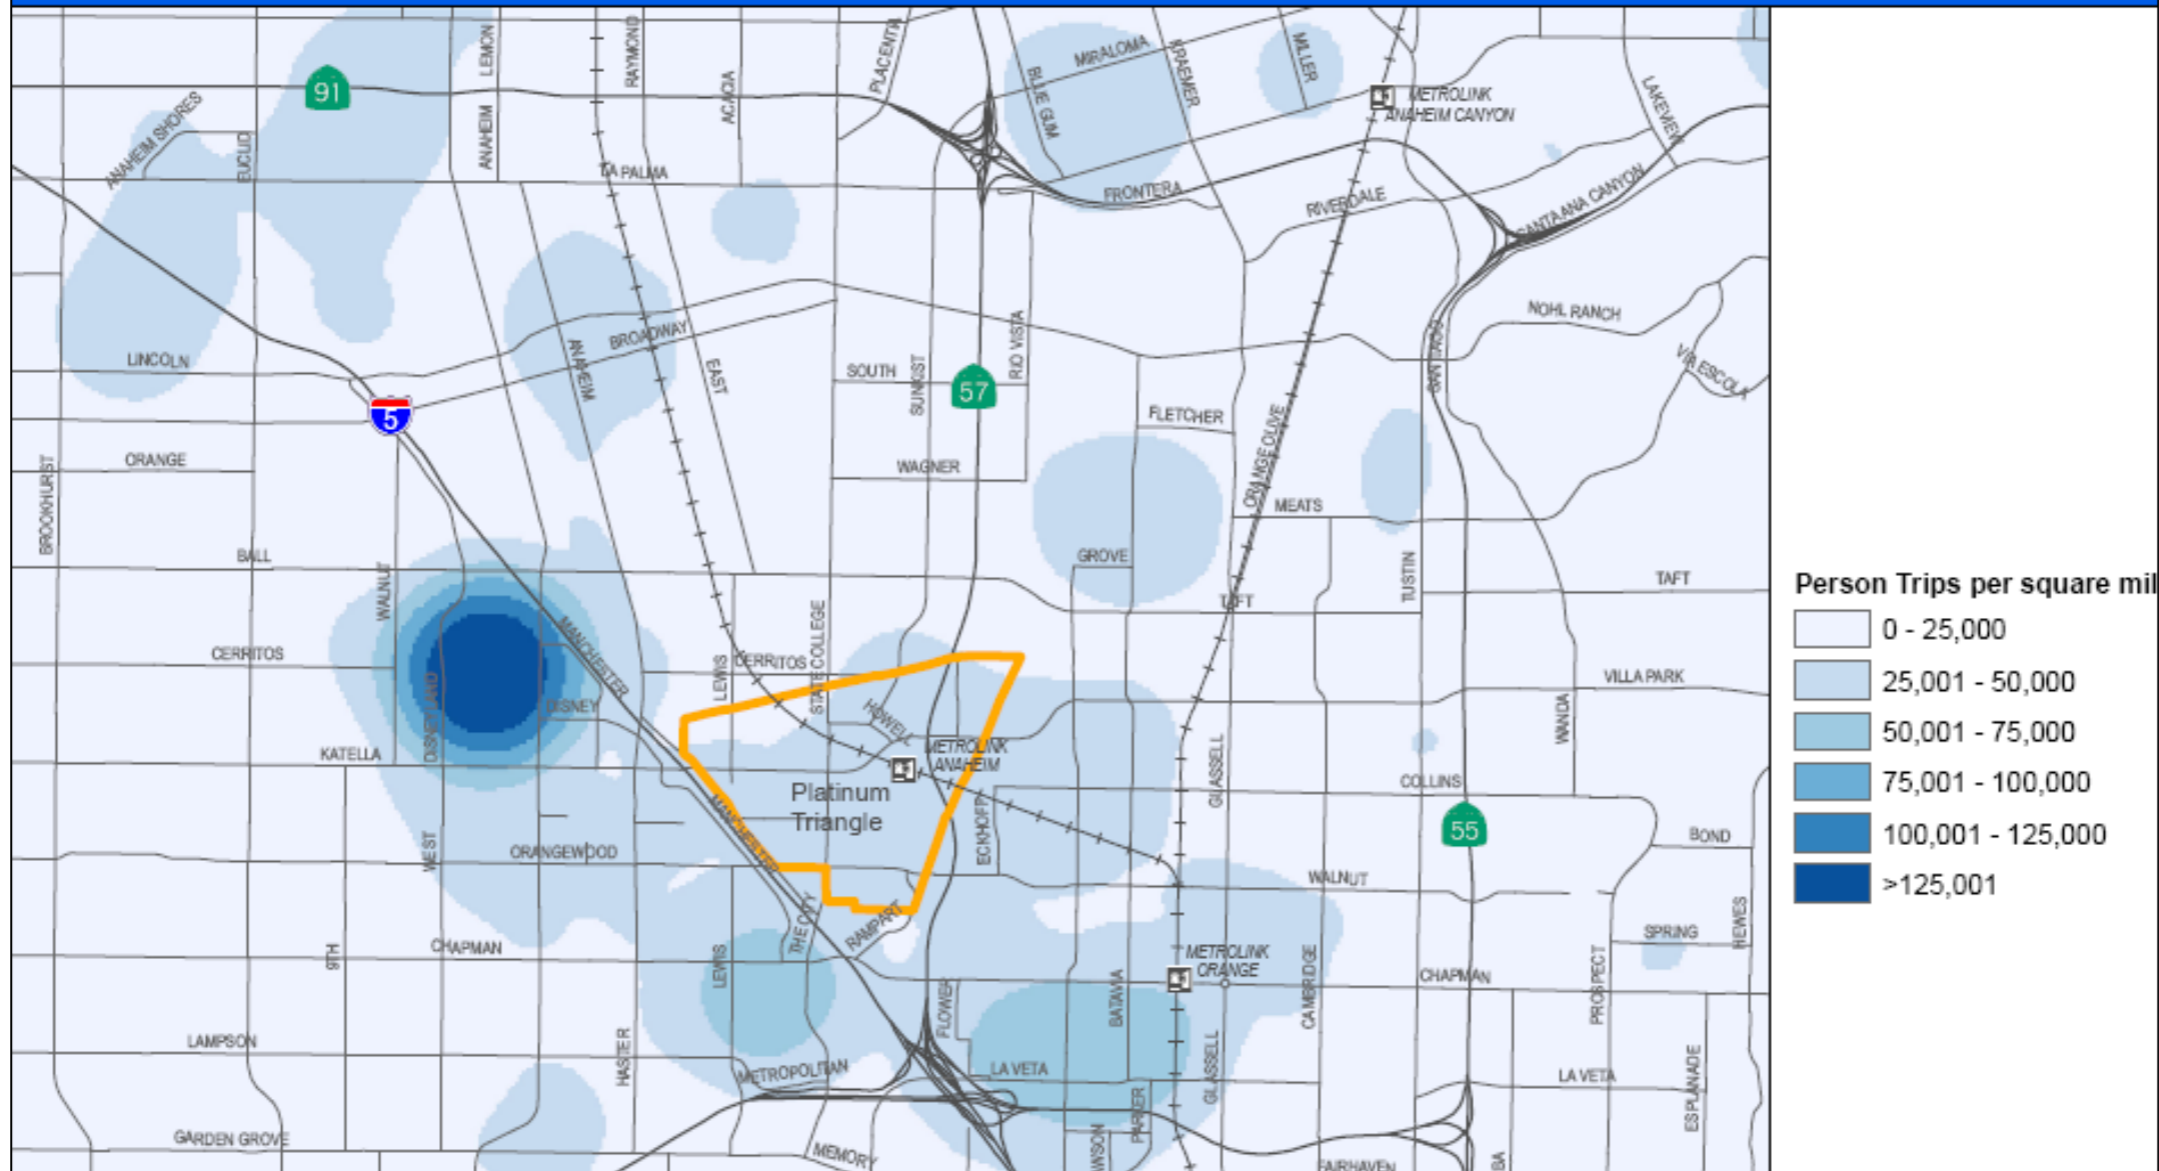 LEMON
RAYMOND
PLACENTIA
MIRALOMA
KRAEMER
MILLER
91
ACACIA
BLUE GUM
METROLINK
ANAHEIM CANYON
LAKEVIEW
ANAHEIM SHORES
EUCLID
ANAHEIM
LA PALMA
FRONTERA
RIVERDALE
SANTA ANA CANYON
NOHL RANCH
BROADWAY
RIO VISTA
SANTIAGO
LINCOLN
ANAHEIM
EAST
SOUTH
SUNKIST
57
VIA ESCOLA
5
FLETCHER
ORANGE
WAGNER
ORANGE OLIVE
BROOKHURST
MEATS
BALL
GROVE
WALNUT
TUSTIN
TAFT
TAFT
Person Trips per square mil
0 - 25,000
25,001 - 50,000
50,001 - 75,000
75,001 - 100,000
100,001 - 125,000
>125,001
MANCHESTER
STATE COLLEGE
CERRITOS
LEWIS
CERRITOS
VILLA PARK
DISNEYLAND
DISNEY
HOWELL
WANDA
KATELLA
METROLINK
ANAHEIM
GLASSELL
COLLINS
Platinum
Triangle
MANCHESTER
ECKHOFF
55
BOND
WEST
ORANGEWOOD
WALNUT
THE CITY
RAMPART
HEWES
SPRING
9TH
CHAPMAN
LEWIS
METROLINK
ORANGE
CAMBRIDGE
CHAPMAN
PROSPECT
FLOWER
BATAVIA
LAMPSON
HASTER
METROPOLITAN
LA VETA
GLASSELL
LA VETA
ESPLANADE
PARKER
GARDEN GROVE
MEMORY
WSON
FAIRHAVEN
BA